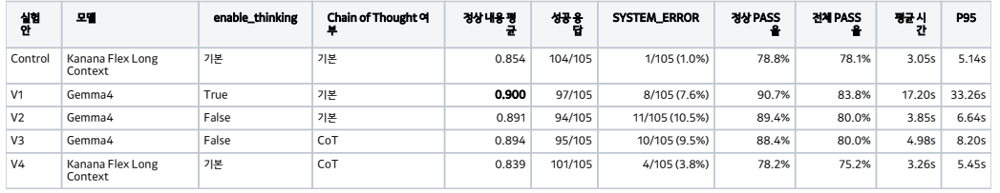 실험안 모델 enable_thinking Chain of Thought 여부 정상 내용 평균 성공 응답 SYSTEM_ERROR 정상 PASS율 전체 PASS율 평균 시간 P95
Control Kanana Flex Long Context 기본 기본 0.854 104/105 1/105 (1.0%) 78.8% 78.1% 3.05s 5.14s
V1 Gemma4 True 기본 0.900 97/105 8/105 (7.6%) 90.7% 83.8% 17.20s 33.26s
V2 Gemma4 False 기본 0.891 94/105 11/105 (10.5%) 89.4% 80.0% 3.85s 6.64s
V3 Gemma4 False CoT 0.894 95/105 10/105 (9.5%) 88.4% 80.0% 4.98s 8.20s
V4 Kanana Flex Long Context 기본 CoT 0.839 101/105 4/105 (3.8%) 78.2% 75.2% 3.26s 5.45s